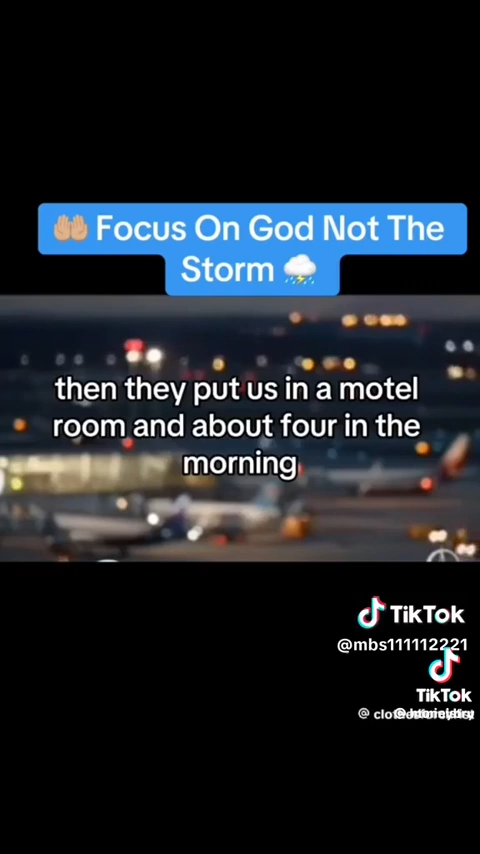 🤲🏼 Focus On God Not The
Storm ⛈️
then they put us in a motel
room and about four in the
morning
TikTok
@mbs111112221
TikTok
@